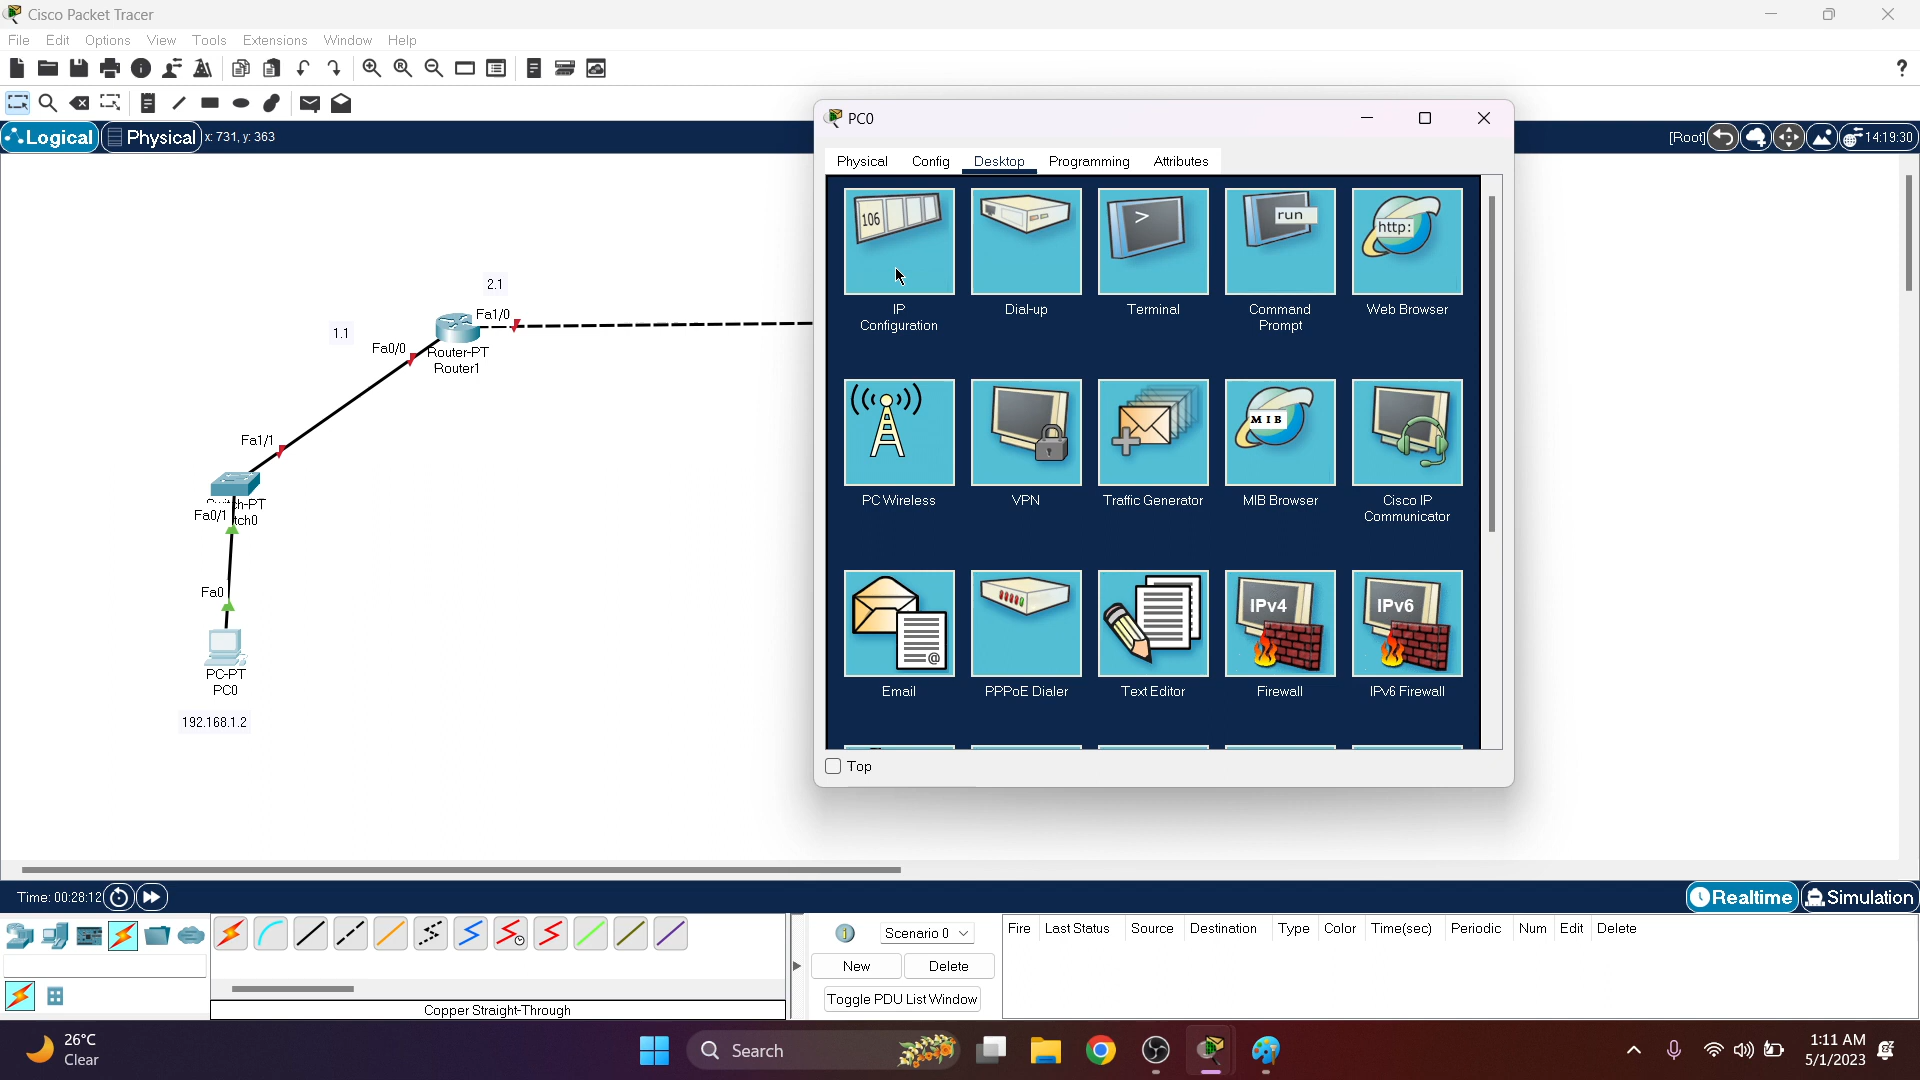 Cisco Packet Tracer
File Edit Options View Tools Extensions Window Help
?
Logical Physical x: 731, y: 363
[Root] 14:19:30
PC0
Physical Config Desktop Programming Attributes
106
>
run
http:
IP Configuration
Dial-up
Terminal
Command Prompt
Web Browser
MIB
PC Wireless
VPN
Traffic Generator
MIB Browser
Cisco IP Communicator
@
IPv4
IPv6
Email
PPPoE Dialer
Text Editor
Firewall
IPv6 Firewall
Top
2.1
Fa1/0
1.1
Fa0/0
Router-PT
Router1
Fa1/1
h-PT
Fa0/1
tch0
Fa0
PC-PT
PC0
192.168.1.2
Time: 00:28:12
Realtime Simulation
Scenario 0
New Delete
Toggle PDU List Window
Fire Last Status Source Destination Type Color Time(sec) Periodic Num Edit Delete
Copper Straight-Through
26°C
Clear
Search
1:11 AM
5/1/2023